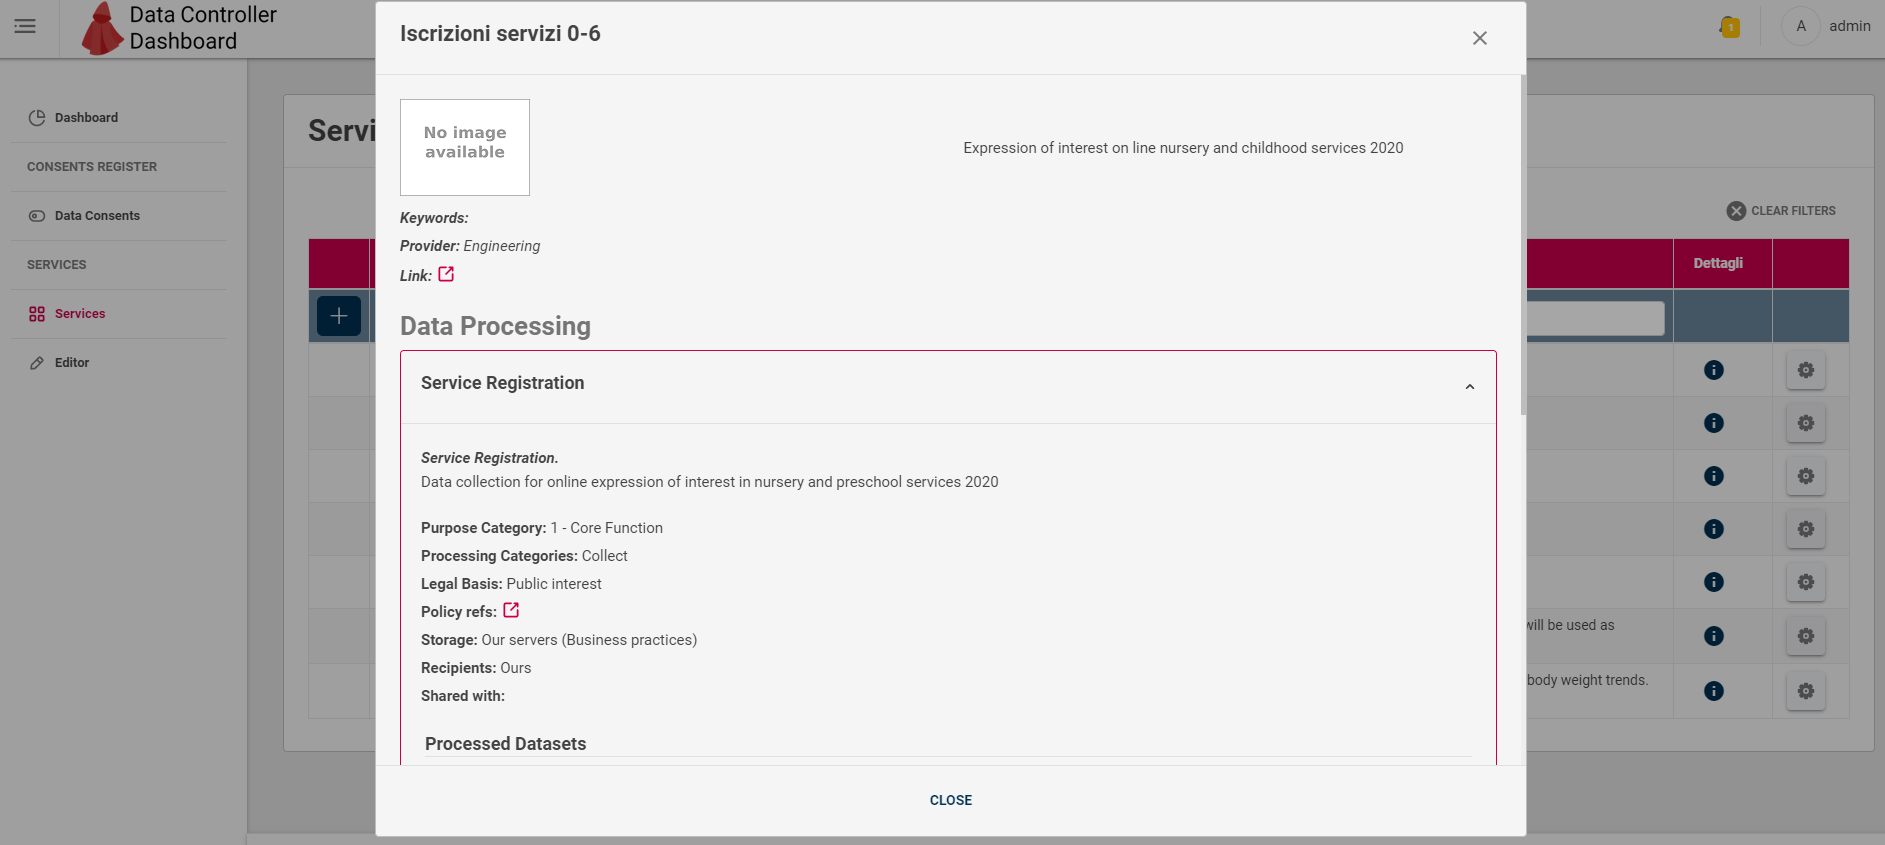 Data Controller
Dashboard
1
A
admin
Dashboard
CONSENTS REGISTER
Data Consents
SERVICES
Services
Editor
Servi
CLEAR FILTERS
Dettagli
will be used as
body weight trends.
Iscrizioni servizi 0-6
No image
available
Expression of interest on line nursery and childhood services 2020
Keywords:
Provider: Engineering
Link:
Data Processing
Service Registration
Service Registration.
Data collection for online expression of interest in nursery and preschool services 2020
Purpose Category: 1 - Core Function
Processing Categories: Collect
Legal Basis: Public interest
Policy refs:
Storage: Our servers (Business practices)
Recipients: Ours
Shared with:
Processed Datasets
CLOSE